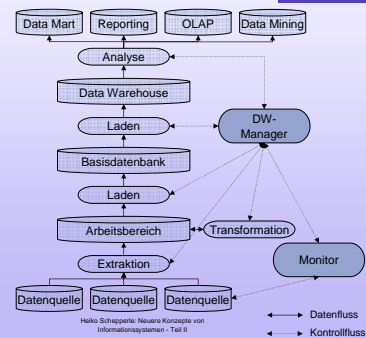 Data Mart Reporting OLAP Data Mining
Analyse
Data Warehouse
Laden
DW-
Manager
Basisdatenbank
Laden
Arbeitsbereich
Transformation
Extraktion
Monitor
Datenquelle Datenquelle Datenquelle
Heiko Schepperle: Neuere Konzepte von
Informationssystemen - Teil II
Datenfluss
Kontrollfluss